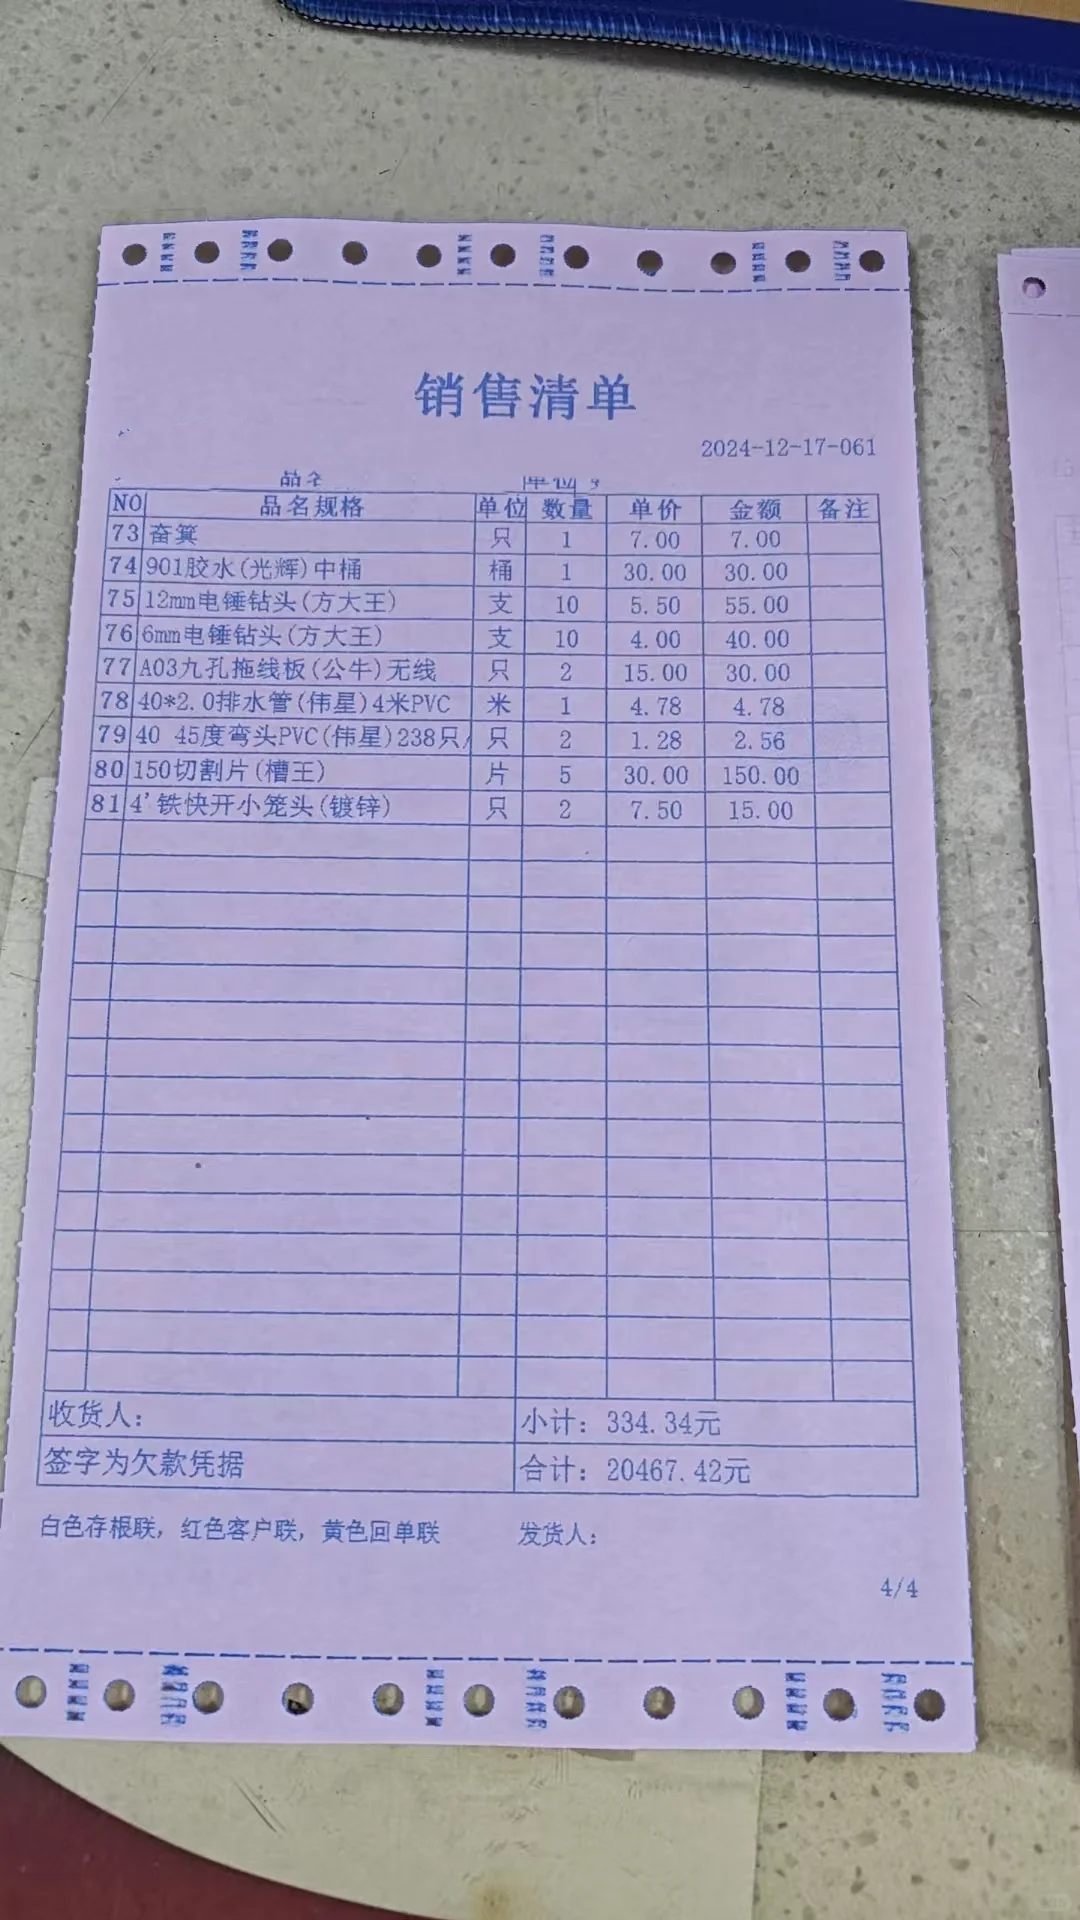 销售清单
2024-12-17-061
品名
NO 品名规格 单位 数量 单价 金额 备注
73 畚箕 只 1 7.00 7.00
74 901胶水(光辉)中桶 桶 1 30.00 30.00
75 12mm电锤钻头(方大王) 支 10 5.50 55.00
76 6mm电锤钻头(方大王) 支 10 4.00 40.00
77 A03九孔拖线板(公牛)无线 只 2 15.00 30.00
78 40*2.0排水管(伟星)4米PVC 米 1 4.78 4.78
79 40 45度弯头PVC(伟星)238只/ 只 2 1.28 2.56
80 150切割片(槽王) 片 5 30.00 150.00
81 4'铁快开小笼头(镀锌) 只 2 7.50 15.00
收货人: 小计: 334.34元
签字为欠款凭据 合计: 20467.42元
白色存根联, 红色客户联, 黄色回单联 发货人:
4/4